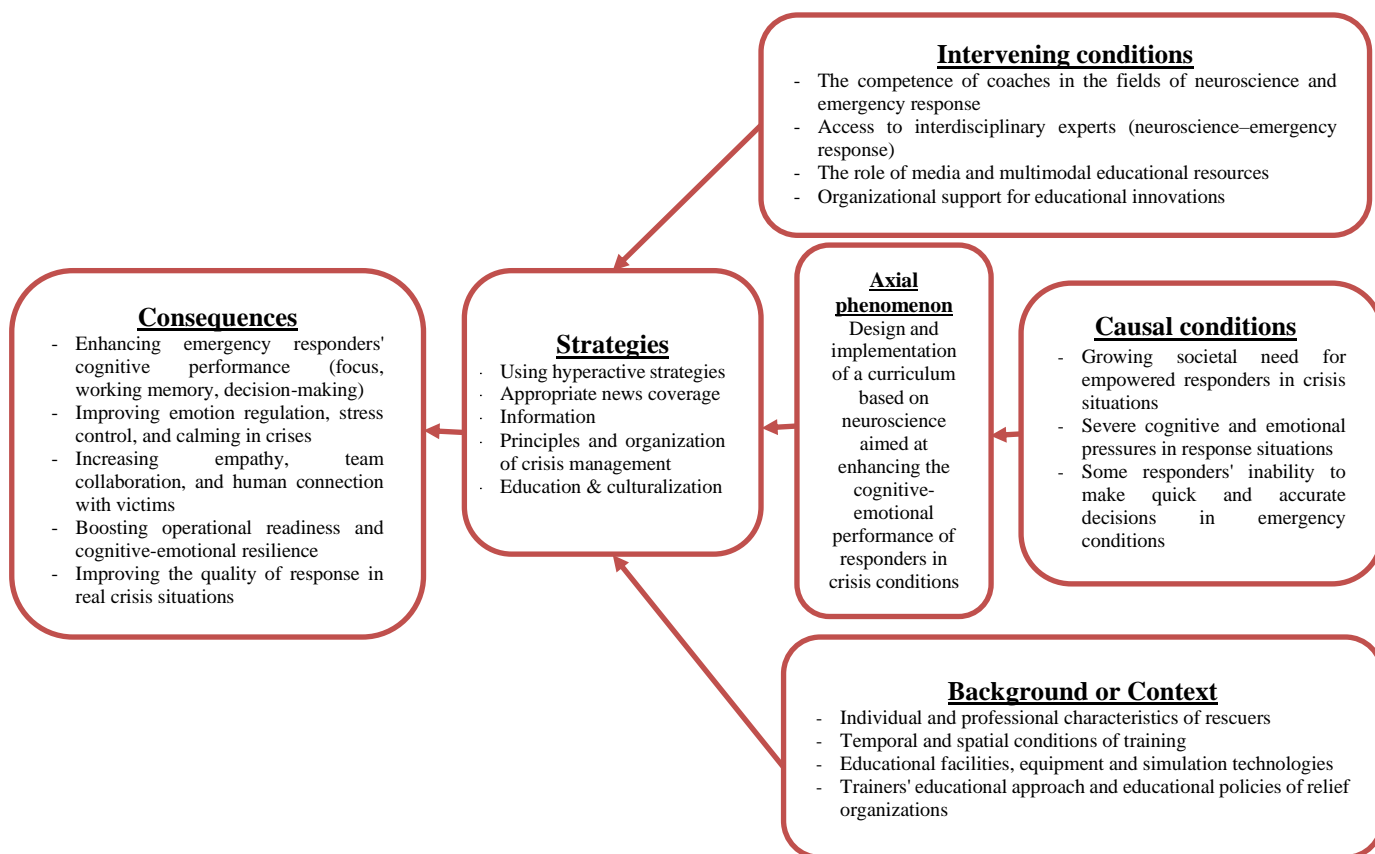 Intervening conditions
- The competence of coaches in the fields of neuroscience and
emergency response
- Access to interdisciplinary experts (neuroscience–emergency
response)
- The role of media and multimodal educational resources
- Organizational support for educational innovations
Consequences
- Enhancing emergency responders'
cognitive performance (focus,
working memory, decision-making)
- Improving emotion regulation, stress
control, and calming in crises
- Increasing empathy, team
collaboration, and human connection
with victims
- Boosting operational readiness and
cognitive-emotional resilience
- Improving the quality of response in
real crisis situations
Strategies
· Using hyperactive strategies
· Appropriate news coverage
· Information
· Principles and organization
of crisis management
· Education & culturalization
Axial
phenomenon
Design and
implementation
of a curriculum
based on
neuroscience
aimed at
enhancing the
cognitive-
emotional
performance of
responders in
crisis conditions
Causal conditions
- Growing societal need for
empowered responders in crisis
situations
- Severe cognitive and emotional
pressures in response situations
- Some responders' inability to
make quick and accurate
decisions in emergency
conditions
Background or Context
- Individual and professional characteristics of rescuers
- Temporal and spatial conditions of training
- Educational facilities, equipment and simulation technologies
- Trainers' educational approach and educational policies of relief
organizations